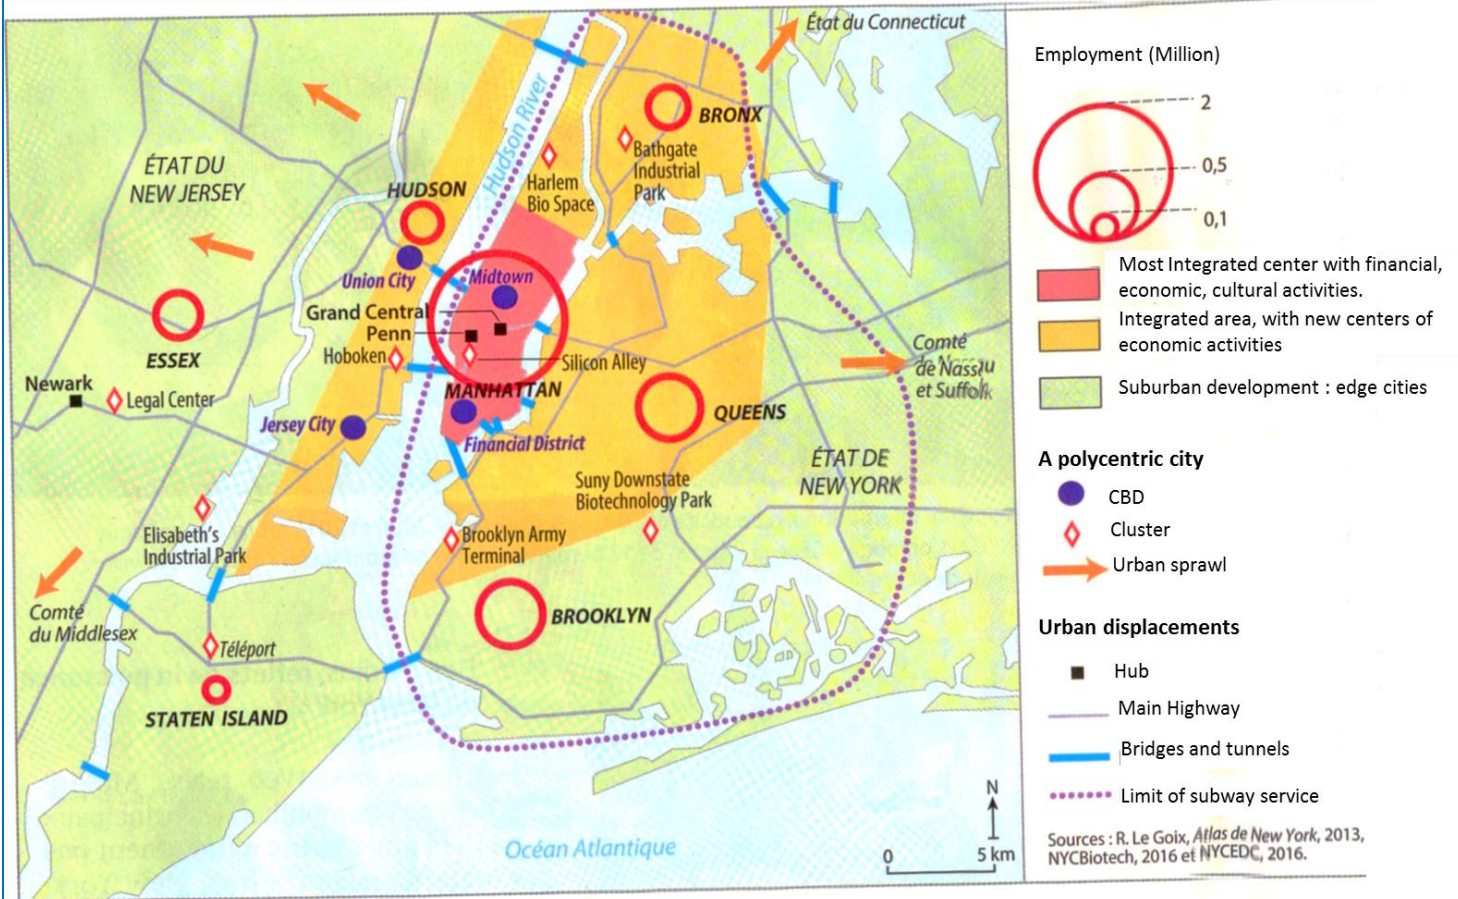 État du Connecticut
ÉTAT DU
NEW JERSEY
Hudson River
BRONX
Bathgate
Industrial
Park
Harlem
Bio Space
HUDSON
Union City
Midtown
Grand Central
Penn
Hoboken
Silicon Alley
MANHATTAN
ESSEX
Newark
Legal Center
Jersey City
Financial District
QUEENS
Comté
de Nassau
et Suffolk
ÉTAT DE
NEW YORK
Suny Downstate
Biotechnology Park
Elisabeth's
Industrial Park
Brooklyn Army
Terminal
BROOKLYN
Comté
du Middlesex
Téléport
STATEN ISLAND
Océan Atlantique
N
0 5 km
Employment (Million)
2
0,5
0,1
Most Integrated center with financial,
economic, cultural activities.
Integrated area, with new centers of
economic activities
Suburban development : edge cities
A polycentric city
CBD
Cluster
Urban sprawl
Urban displacements
Hub
Main Highway
Bridges and tunnels
Limit of subway service
Sources : R. Le Goix, Atlas de New York, 2013,
NYCBiotech, 2016 et NYCEDC, 2016.